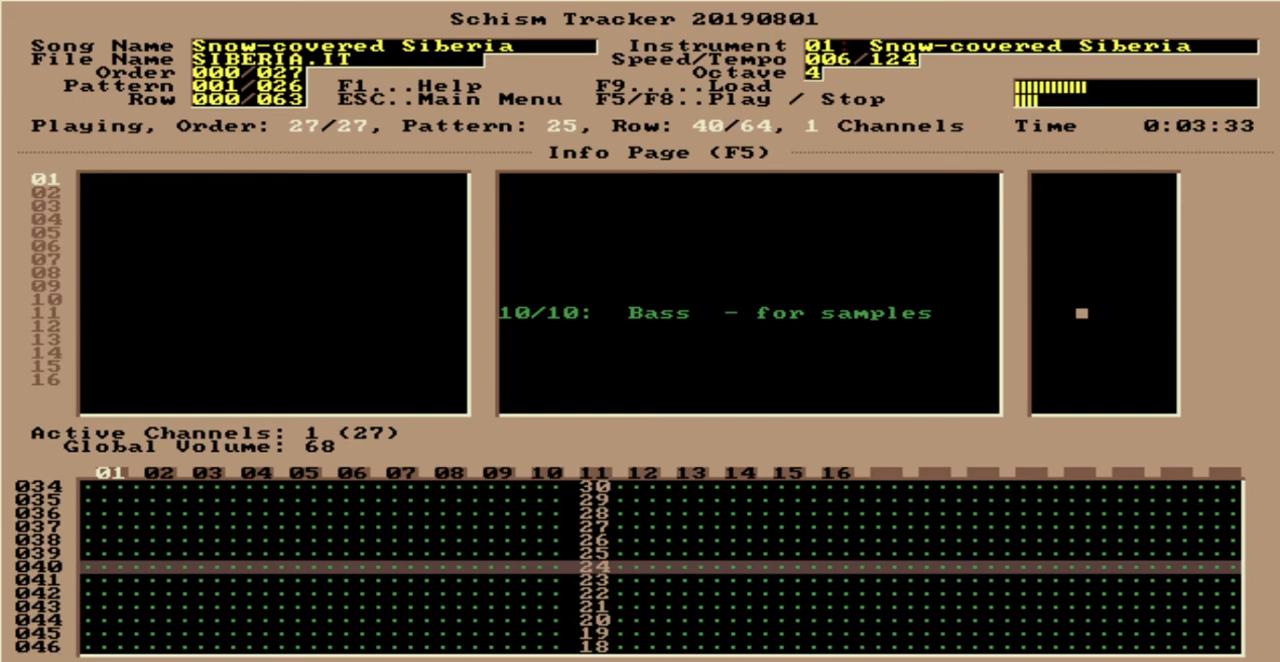 Schism Tracker 20190801
Song Name Snow-covered Siberia Instrument 01: Snow-covered Siberia
File Name SIBERIA.IT Speed/Tempo 006/124
Order 000/027 Octave 4
Pattern 001/026 F1...Help F9.....Load
Row 000/063 ESC..Main Menu F5/F8..Play / Stop
Playing, Order: 27/27, Pattern: 25, Row: 40/64, 1 Channels Time 0:03:33
Info Page (F5)
01
02
03
04
05
06
07
08
09
10
11 10/10: Bass - for samples
12
13
14
15
16
Active Channels: 1 (27)
Global Volume: 68
01 02 03 04 05 06 07 08 09 10 11 12 13 14 15 16
034 30
035 29
036 28
037 27
038 26
039 25
040 24
041 23
042 22
043 21
044 20
045 19
046 18